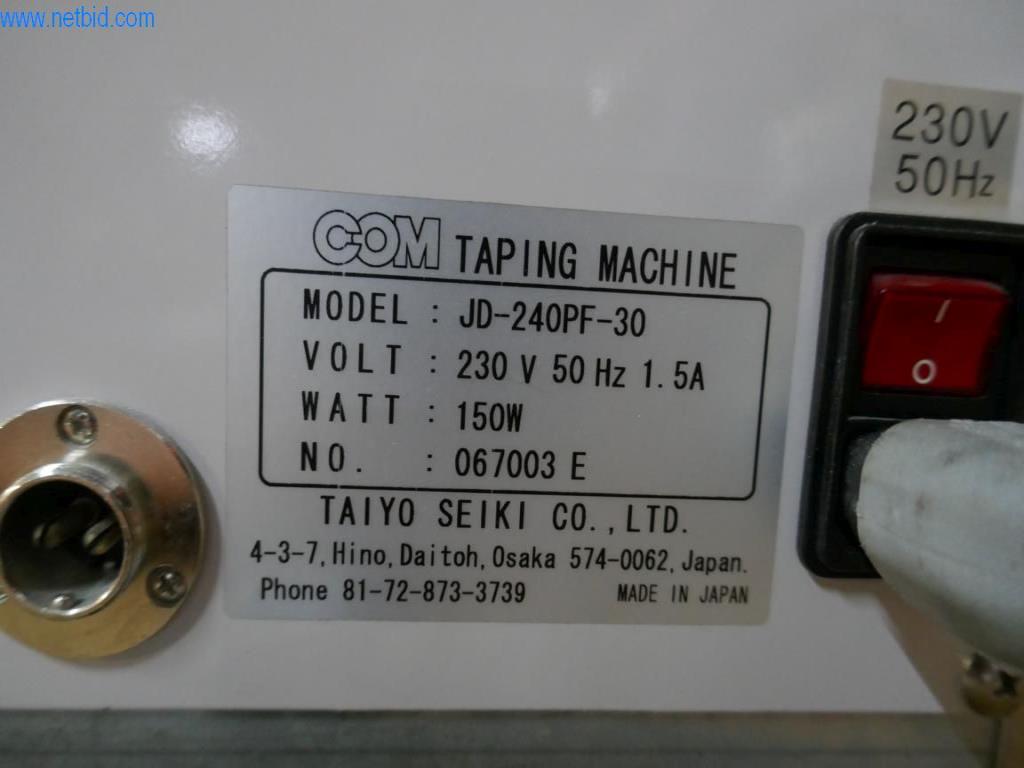 www.netbid.com
230V
50Hz
COM TAPING MACHINE
MODEL : JD-240PF-30
VOLT : 230 V 50 Hz 1.5A
WATT : 150W
NO. : 067003 E
TAIYO SEIKI CO.,LTD.
4-3-7, Hino, Daitoh, Osaka 574-0062, Japan.
Phone 81-72-873-3739 MADE IN JAPAN
I
O